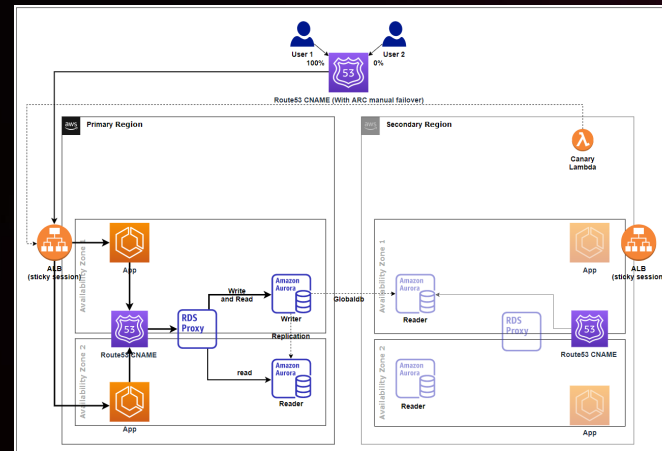 User 1
User 2
100%
0%
53
Route53 CNAME (With ARC manual failover)
aws
Primary Region
aws
Secondary Region
Canary
Lambda
Availability Zone 1
App
ALB
(sticky session)
Write
and Read
Amazon
Aurora
Writer
RDS
Proxy
53
Route53 CNAME
Replication
Availability Zone 2
read
Amazon
Aurora
Reader
App
Globaldb
Availability Zone 1
App
ALB
(sticky session)
Amazon
Aurora
Reader
RDS
Proxy
53
Route53 CNAME
Availability Zone 2
Amazon
Aurora
Reader
App